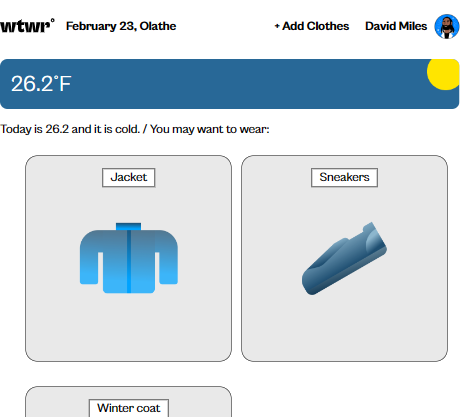 wtwr° February 23, Olathe + Add Clothes David Miles
26.2°F
Today is 26.2 and it is cold. / You may want to wear:
Jacket Sneakers
Winter coat